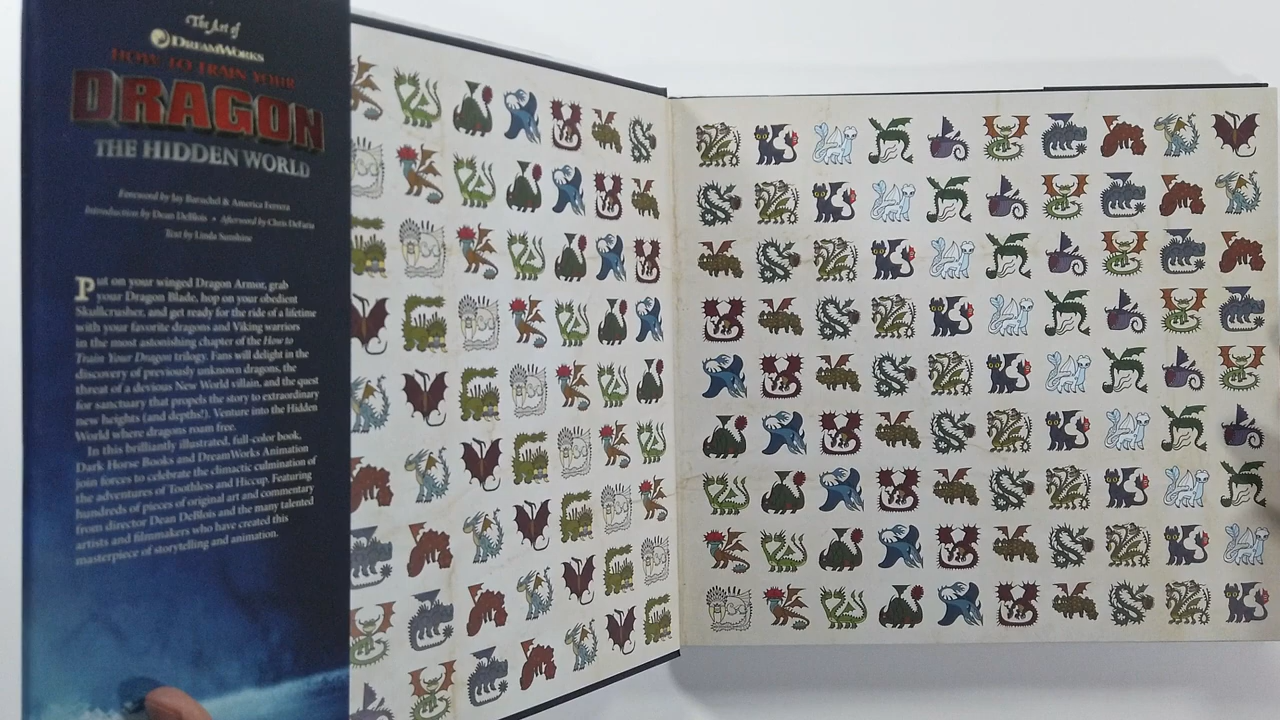 The Art of
DREAMWORKS
HOW TO TRAIN YOUR
DRAGON
THE HIDDEN WORLD
Foreword by Jay Baruchel & America Ferrera
Introduction by Dean DeBlois • Afterword by Chris DeFaria
Text by Linda Sunshine
Put on your winged Dragon Armor, grab
your Dragon Blade, hop on your obedient
Skullcrusher, and get ready for the ride of a lifetime
with your favorite dragons and Viking warriors
in the most astonishing chapter of the How to
Train Your Dragon trilogy. Fans will delight in the
discovery of previously unknown dragons, the
threat of a devious New World villain, and the quest
for sanctuary that propels the story to extraordinary
new heights (and depths!). Venture into the Hidden
World where dragons roam free.
In this brilliantly illustrated, full-color book,
Dark Horse Books and DreamWorks Animation
join forces to celebrate the climactic culmination of
the adventures of Toothless and Hiccup. Featuring
hundreds of pieces of original art and commentary
from director Dean DeBlois and the many talented
artists and filmmakers who have created this
masterpiece of storytelling and animation.